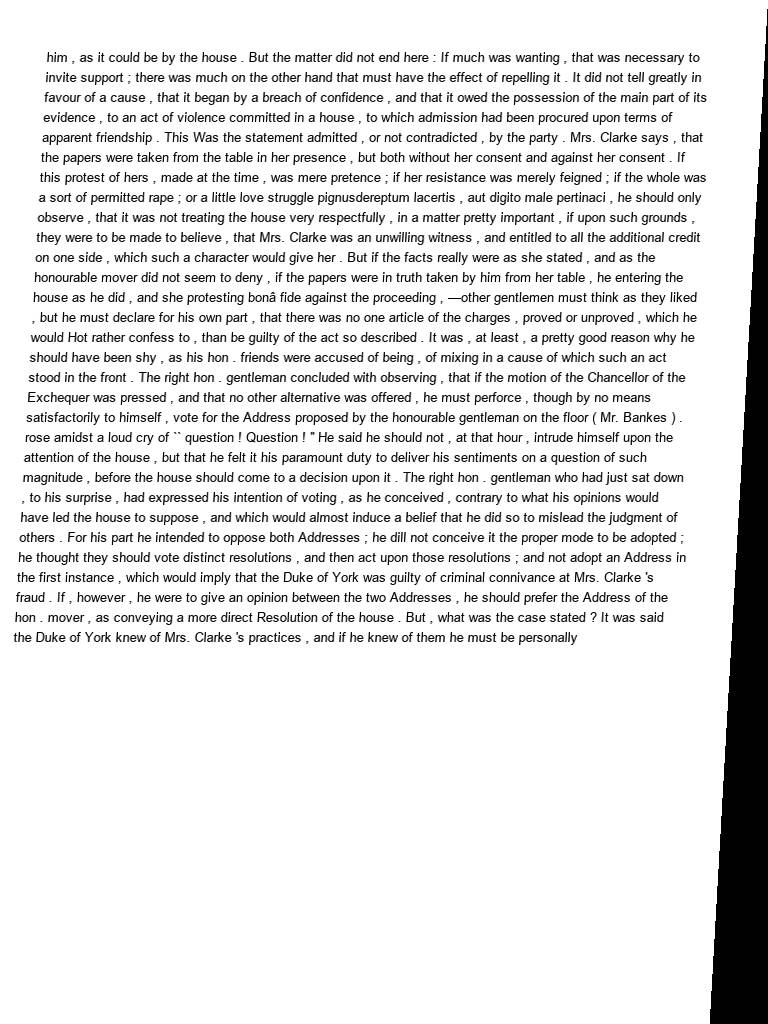 him , as it could be by the house . But the matter did not end here : If much was wanting , that was necessary to
invite support ; there was much on the other hand that must have the effect of repelling it . It did not tell greatly in
favour of a cause , that it began by a breach of confidence , and that it owed the possession of the main part of its
evidence , to an act of violence committed in a house , to which admission had been procured upon terms of
apparent friendship . This Was the statement admitted , or not contradicted , by the party . Mrs. Clarke says , that
the papers were taken from the table in her presence , but both without her consent and against her consent . If
this protest of hers , made at the time , was mere pretence ; if her resistance was merely feigned ; if the whole was
a sort of permitted rape ; or a little love struggle pignusdereptum lacertis , aut digito male pertinaci , he should only
observe , that it was not treating the house very respectfully , in a matter pretty important , if upon such grounds ,
they were to be made to believe , that Mrs. Clarke was an unwilling witness , and entitled to all the additional credit
on one side , which such a character would give her . But if the facts really were as she stated , and as the
honourable mover did not seem to deny , if the papers were in truth taken by him from her table , he entering the
house as he did , and she protesting bonâ fide against the proceeding , —other gentlemen must think as they liked
, but he must declare for his own part , that there was no one article of the charges , proved or unproved , which he
would Hot rather confess to , than be guilty of the act so described . It was , at least , a pretty good reason why he
should have been shy , as his hon . friends were accused of being , of mixing in a cause of which such an act
stood in the front . The right hon . gentleman concluded with observing , that if the motion of the Chancellor of the
Exchequer was pressed , and that no other alternative was offered , he must perforce , though by no means
satisfactorily to himself , vote for the Address proposed by the honourable gentleman on the floor ( Mr. Bankes ) .
rose amidst a loud cry of `` question ! Question ! " He said he should not , at that hour , intrude himself upon the
attention of the house , but that he felt it his paramount duty to deliver his sentiments on a question of such
magnitude , before the house should come to a decision upon it . The right hon . gentleman who had just sat down
, to his surprise , had expressed his intention of voting , as he conceived , contrary to what his opinions would
have led the house to suppose , and which would almost induce a belief that he did so to mislead the judgment of
others . For his part he intended to oppose both Addresses ; he dill not conceive it the proper mode to be adopted ;
he thought they should vote distinct resolutions , and then act upon those resolutions ; and not adopt an Address in
the first instance , which would imply that the Duke of York was guilty of criminal connivance at Mrs. Clarke 's
fraud . If , however , he were to give an opinion between the two Addresses , he should prefer the Address of the
hon . mover , as conveying a more direct Resolution of the house . But , what was the case stated ? It was said
the Duke of York knew of Mrs. Clarke 's practices , and if he knew of them he must be personally